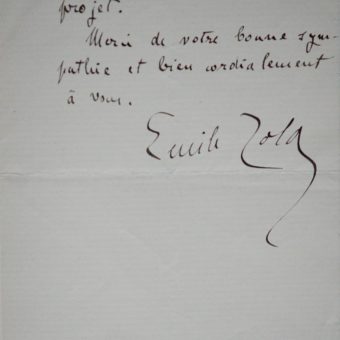 projet.
Merci de votre bonne sym-
pathie et bien cordialement
à vous.
Emile Zola